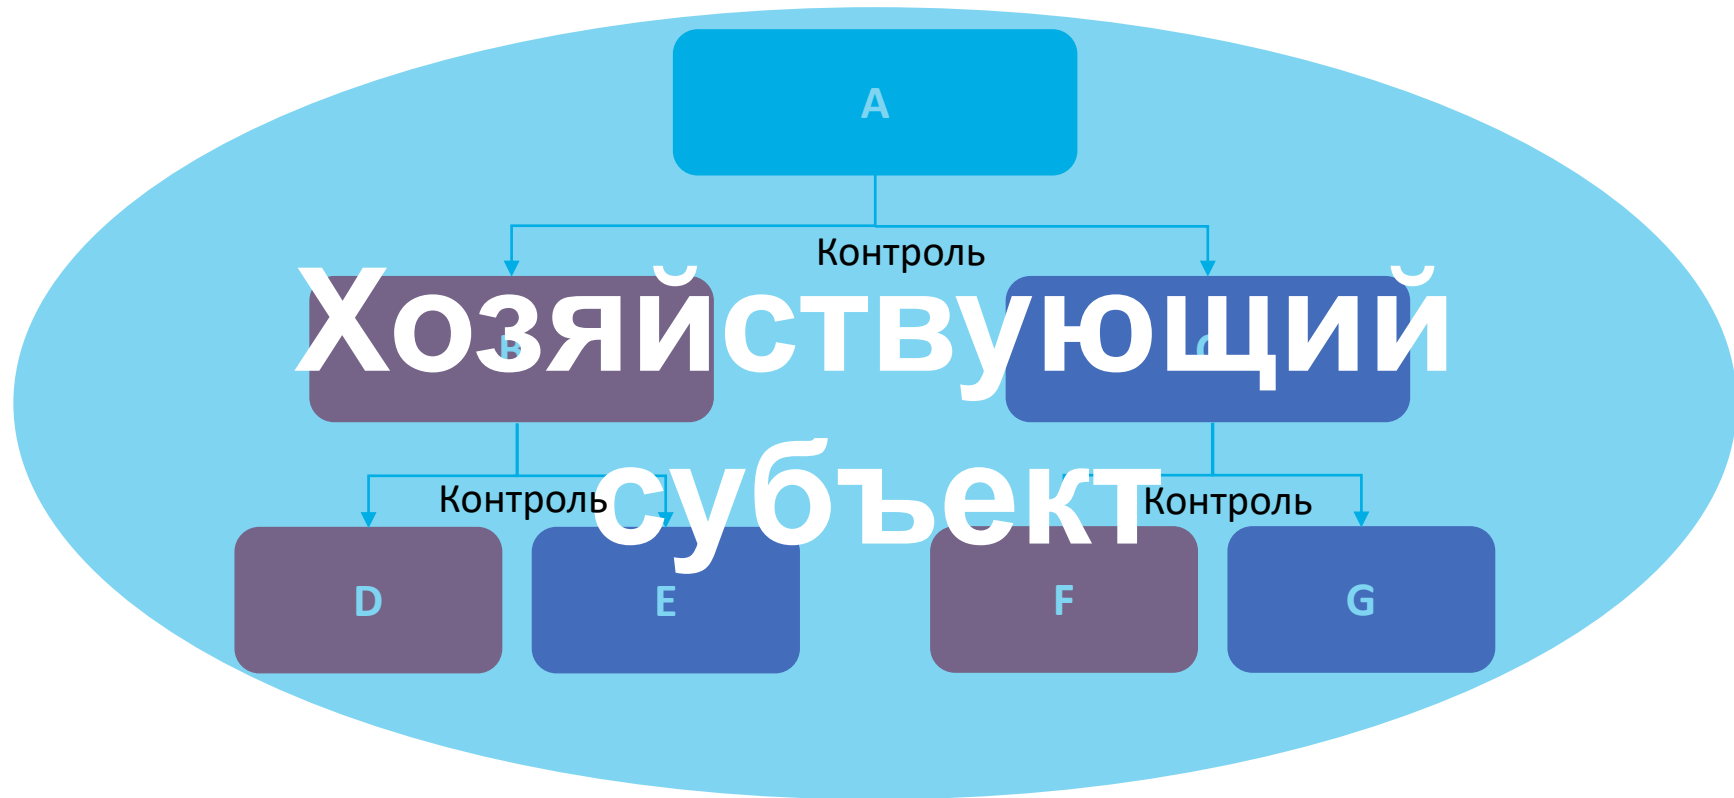 A
Контроль
Хозяйствующий
субъект
Контроль
Контроль
D
E
F
G